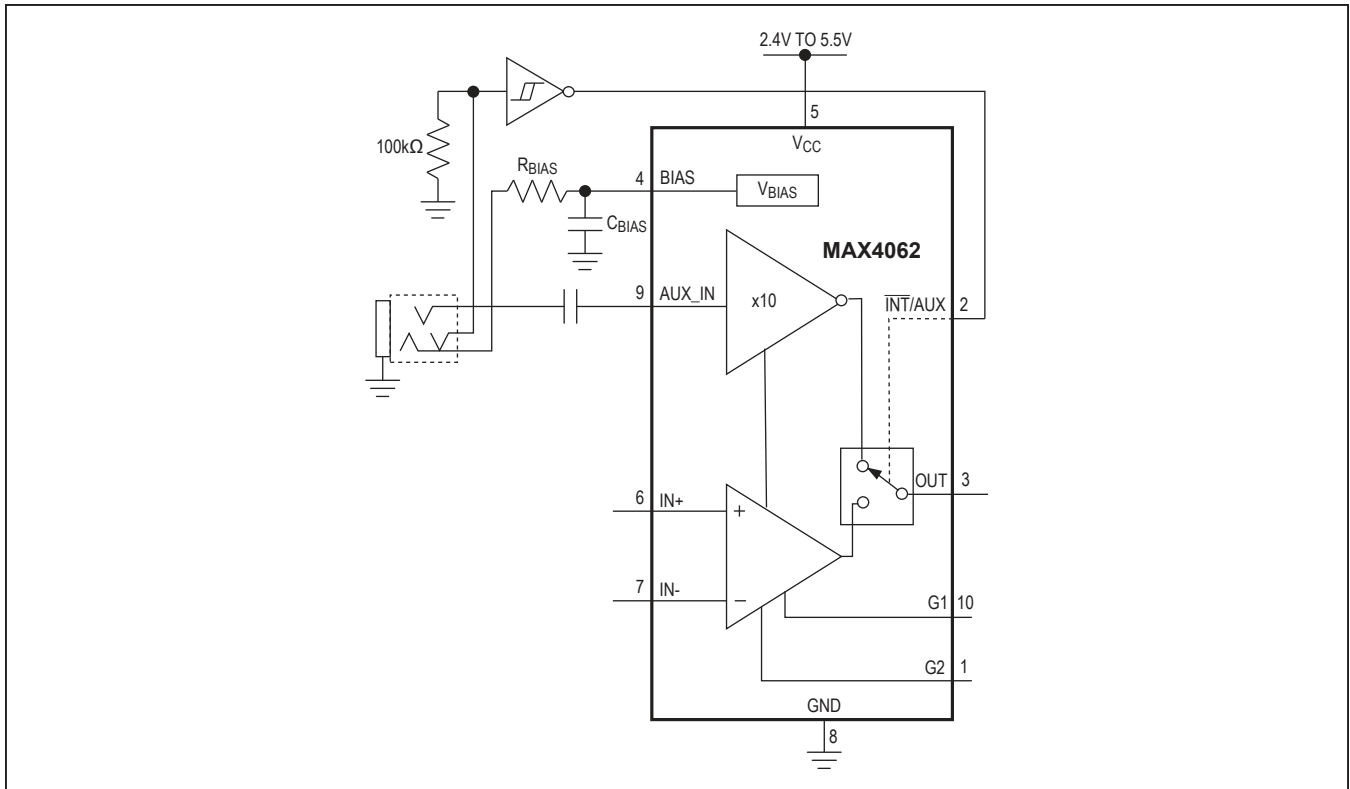 2.4V TO 5.5V
5
VCC
100kΩ
RBIAS
4 BIAS
VBIAS
CBIAS
MAX4062
9 AUX_IN
x10
INT/AUX 2
OUT 3
6 IN+
+
7 IN-
−
G1 10
G2 1
GND
8